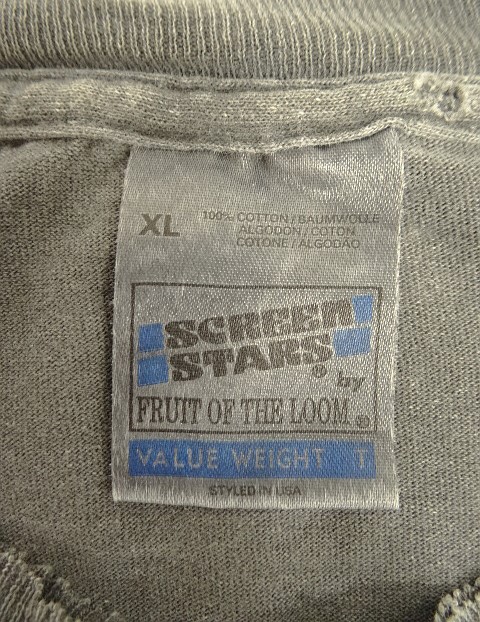 XL
100% COTTON / BAUMWOLLE
ALGODON / COTON
COTONE / ALGODÃO
SCREEN
STARS ®
by
FRUIT OF THE LOOM ®
VALUE WEIGHT T
STYLED IN USA